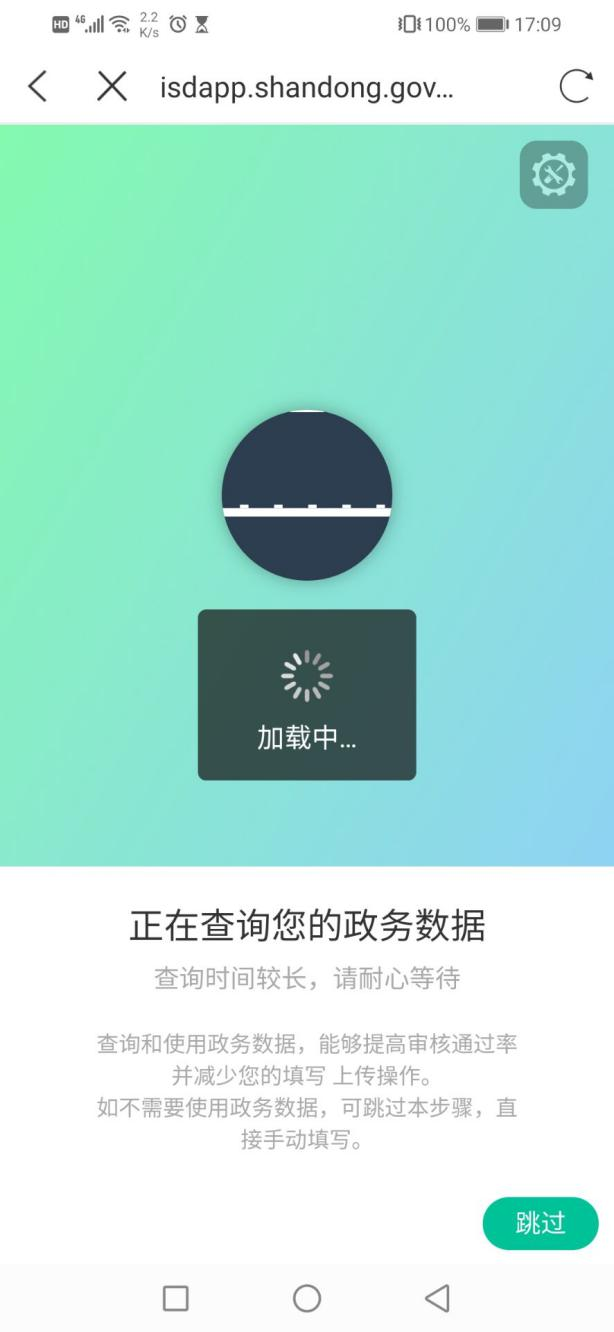 HD 4G 2.2 K/s 100% 17:09
isdapp.shandong.gov...
加载中...
正在查询您的政务数据
查询时间较长，请耐心等待
查询和使用政务数据，能够提高审核通过率
并减少您的填写 上传操作。
如不需要使用政务数据，可跳过本步骤，直
接手动填写。
跳过